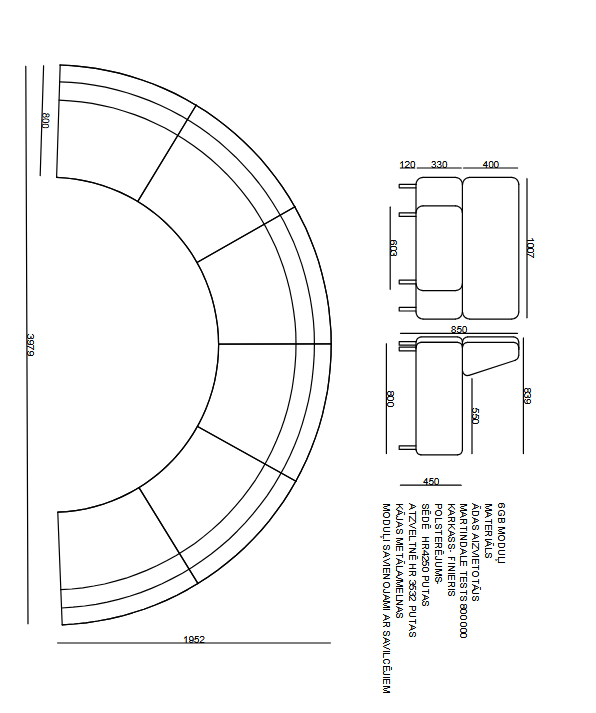 800
3979
1952
120
330
400
603
1007
850
800
550
839
450
6GB MODUĻI
MATERIĀLS
ĀDAS AIZVIETOTĀJS
MARTINDALE TESTS 800000
KARKASS- FINIERIS
POLSTERĒJUMS-
SĒDĒ HR4250 PUTAS
ATZVELTNĒ HR 3532 PUTAS
KĀJAS METĀLA/MELNAS
MODUĻI SAVIENOJAMI AR SAVILCĒJIEM